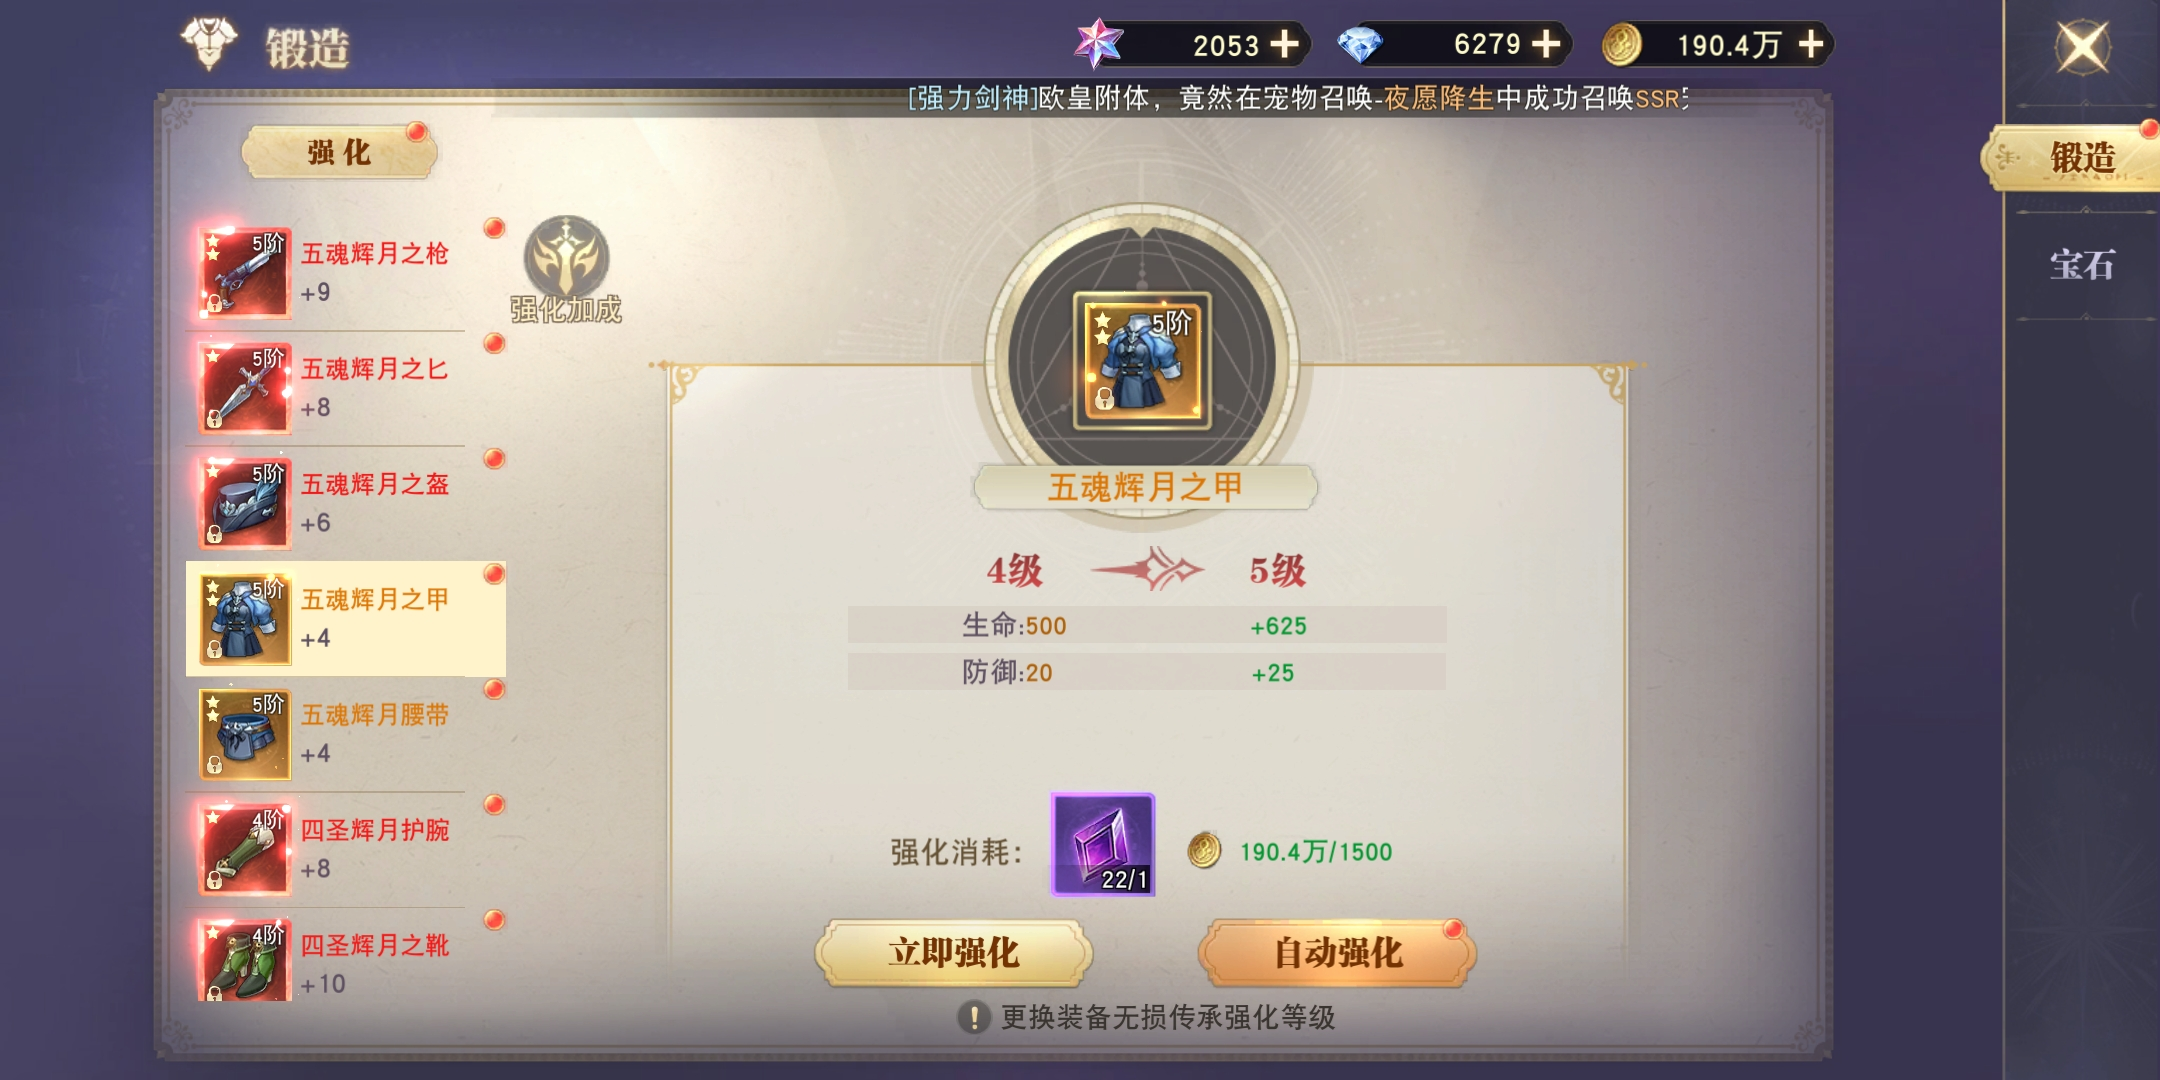 锻造
2053
6279
190.4万
[强力剑神]欧皇附体，竟然在宠物召唤-夜愿降生中成功召唤SSR
强化
锻造
宝石
5阶
五魂辉月之枪
+9
强化加成
5阶
五魂辉月之匕
+8
5阶
五魂辉月之盔
+6
5阶
五魂辉月之甲
+4
5阶
五魂辉月腰带
+4
4阶
四圣辉月护腕
+8
4阶
四圣辉月之靴
+10
5阶
五魂辉月之甲
4级 5级
生命:500 +625
防御:20 +25
强化消耗: 22/1 190.4万/1500
立即强化 自动强化
更换装备无损传承强化等级